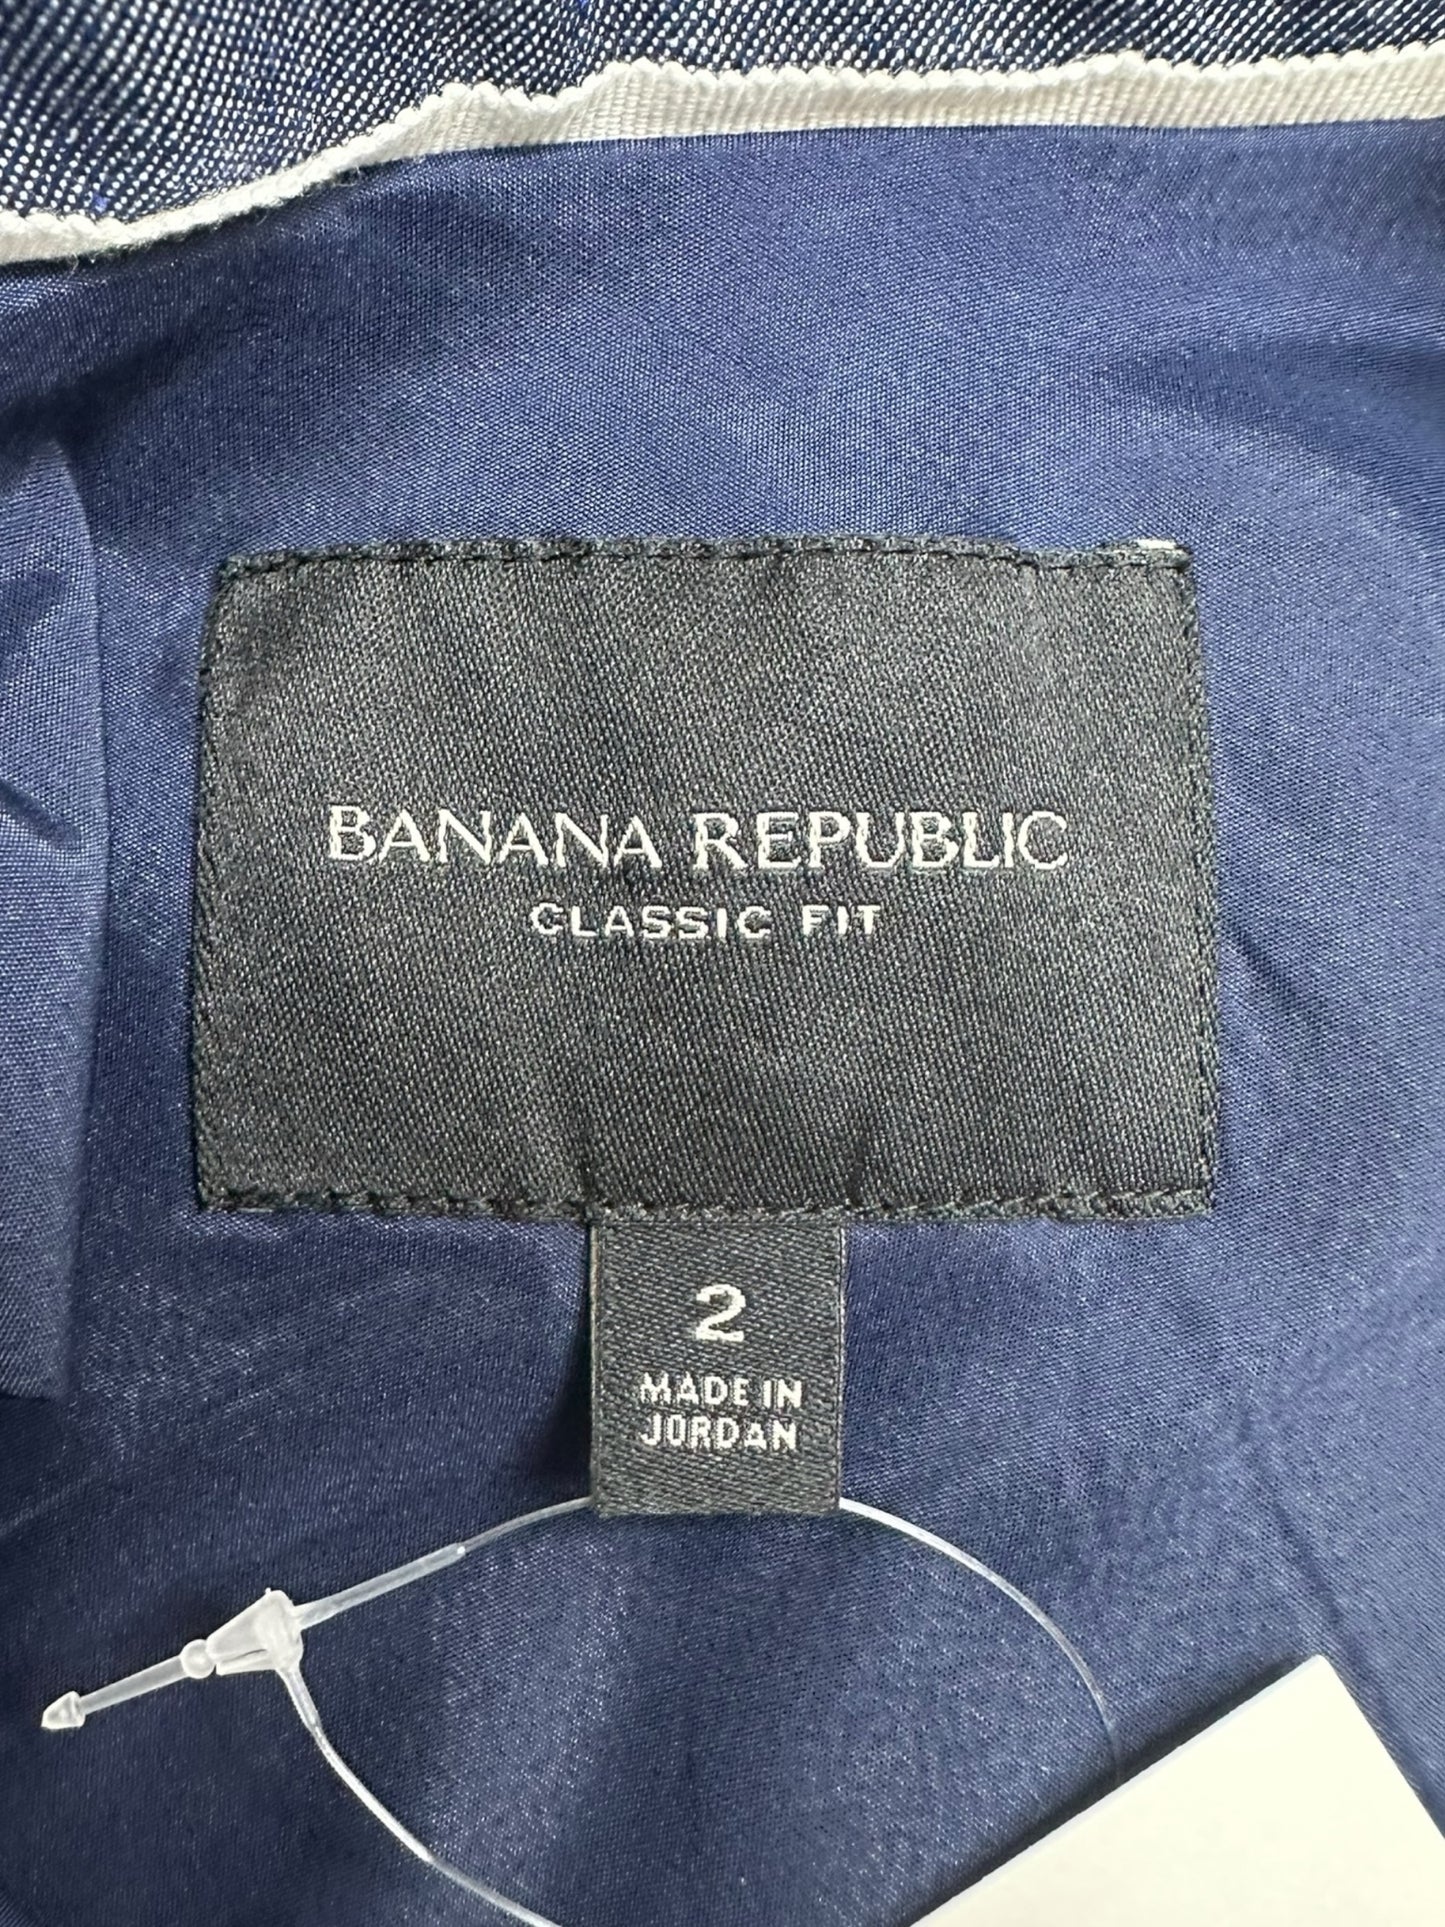 BANANA REPUBLIC
CLASSIC FIT
2
MADE IN
JORDAN